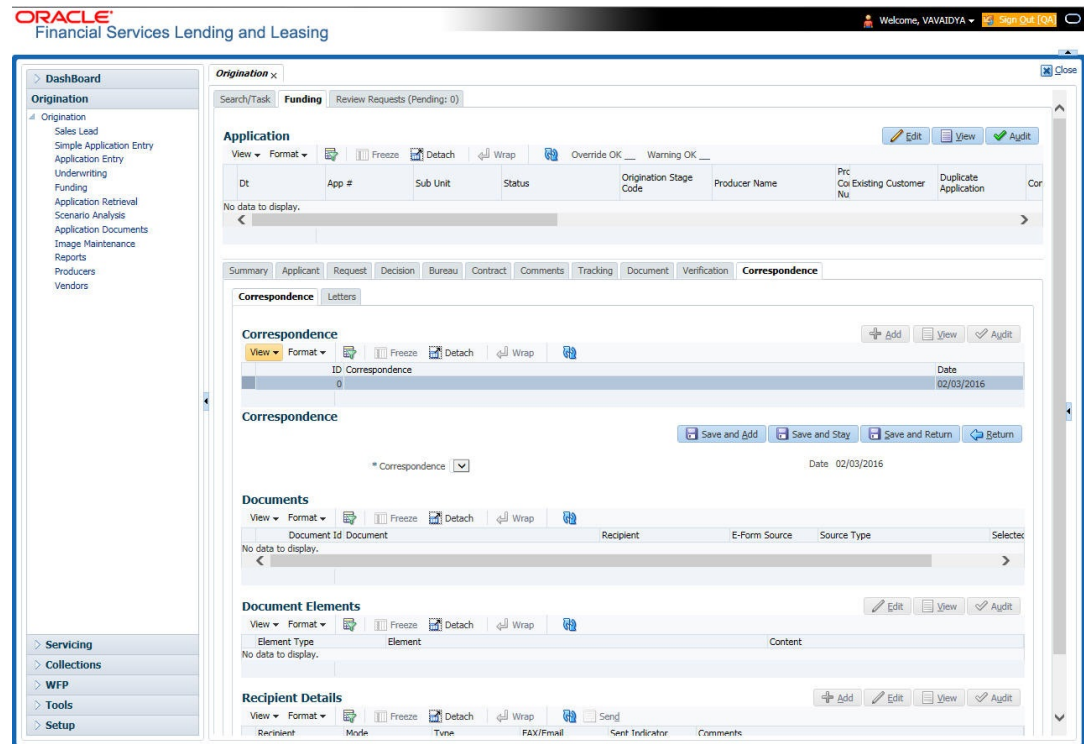 ORACLE®
Financial Services Lending and Leasing
Welcome, VAVAIDYA
Sign Out [QA]
Close
DashBoard
Origination
Origination
Sales Lead
Simple Application Entry
Application Entry
Underwriting
Funding
Application Retrieval
Scenario Analysis
Application Documents
Image Maintenance
Reports
Producers
Vendors
Servicing
Collections
WFP
Tools
Setup
Origination x
Search/Task Funding Review Requests (Pending: 0)
Application
Edit View Audit
View Format Freeze Detach Wrap Override OK __ Warning OK __
Dt App # Sub Unit Status Origination Stage Code Producer Name Prc Coi Nu Existing Customer Duplicate Application Cor
No data to display.
Summary Applicant Request Decision Bureau Contract Comments Tracking Document Verification Correspondence
Correspondence Letters
Correspondence
Add View Audit
View Format Freeze Detach Wrap
ID Correspondence Date
0 02/03/2016
Correspondence
Save and Add Save and Stay Save and Return Return
* Correspondence Date 02/03/2016
Documents
View Format Freeze Detach Wrap
Document Id Document Recipient E-Form Source Source Type Selected
No data to display.
Document Elements
Edit View Audit
View Format Freeze Detach Wrap
Element Type Element Content
No data to display.
Recipient Details
Add Edit View Audit
View Format Freeze Detach Wrap Send
Recipient Mode Type FAX/Email Sent Indicator Comments